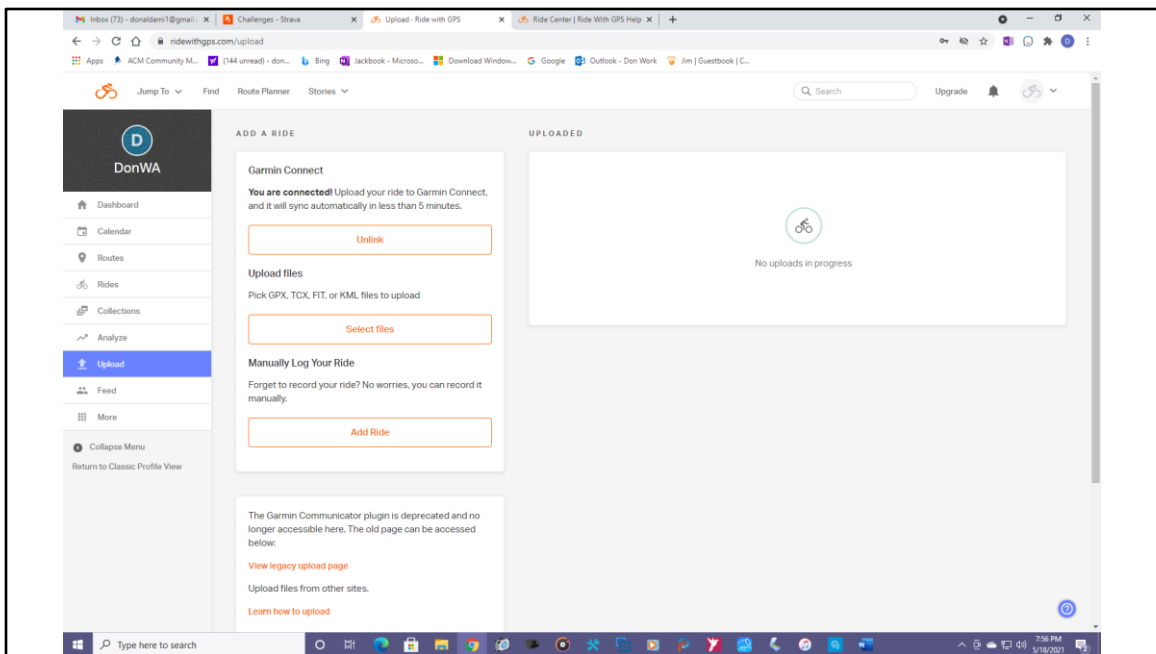 Inbox (73) - donaldami1@gmail.
Challenges - Strava
Upload - Ride with GPS
Ride Center | Ride With GPS Help
ridewithgps.com/upload
Apps
ACM Community M...
(144 unread) - don...
Bing
Jackbook - Microso...
Download Window...
Google
Outlook - Don Work
Jim | Guestbook | C...
Jump To
Find
Route Planner
Stories
Search
Upgrade
D
DonWA
Dashboard
Calendar
Routes
Rides
Collections
Analyze
Upload
Feed
More
Collapse Menu
Return to Classic Profile View
ADD A RIDE
Garmin Connect
You are connected! Upload your ride to Garmin Connect,
and it will sync automatically in less than 5 minutes.
Unlink
Upload files
Pick GPX, TCX, FIT, or KML files to upload
Select files
Manually Log Your Ride
Forget to record your ride? No worries, you can record it
manually.
Add Ride
The Garmin Communicator plugin is deprecated and no
longer accessible here. The old page can be accessed
below:
View legacy upload page
Upload files from other sites.
Learn how to upload
UPLOADED
No uploads in progress
Type here to search
7:56 PM
5/18/2021